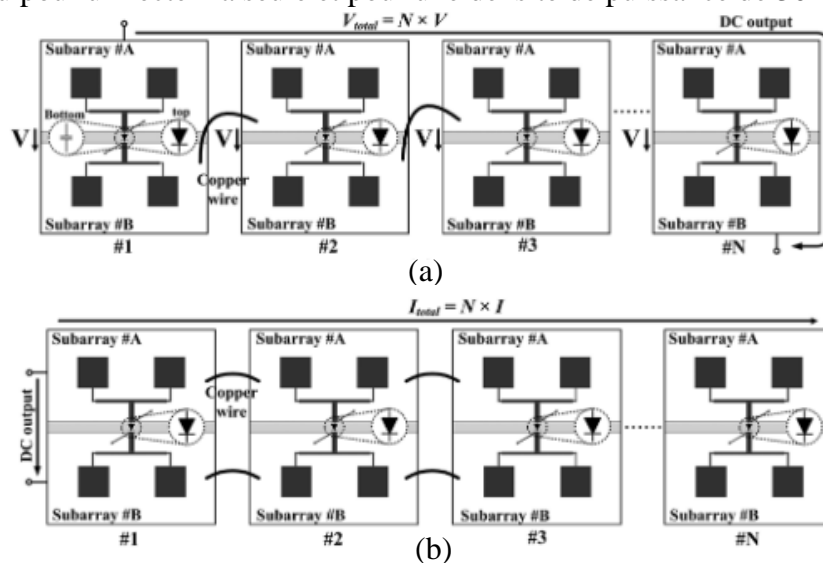 V_total = N × V DC output
Subarray #A Subarray #A Subarray #A Subarray #A
Bottom top
V V V V
Copper
wire
Subarray #B Subarray #B Subarray #B Subarray #B
#1 #2 #3 #N
(a)
I_total = N × I
Subarray #A Subarray #A Subarray #A Subarray #A
Copper
wire
DC output
Subarray #B Subarray #B Subarray #B Subarray #B
#1 #2 #3 #N
(b)